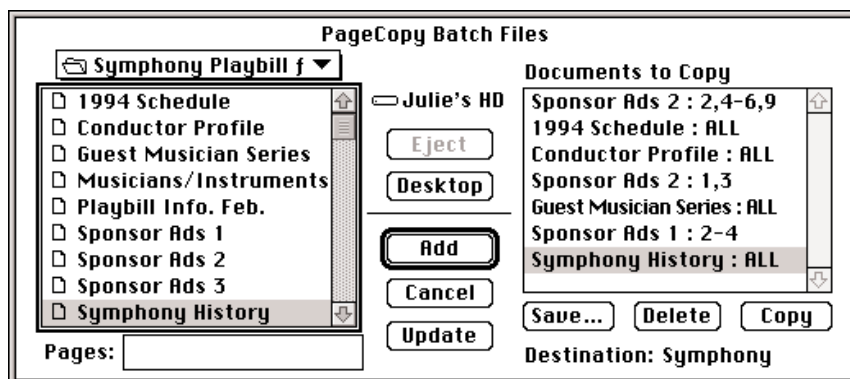 PageCopy Batch Files
Symphony Playbill ƒ
1994 Schedule
Conductor Profile
Guest Musician Series
Musicians/Instruments
Playbill Info. Feb.
Sponsor Ads 1
Sponsor Ads 2
Sponsor Ads 3
Symphony History
Pages:
Julie's HD
Eject
Desktop
Add
Cancel
Update
Documents to Copy
Sponsor Ads 2 : 2,4-6,9
1994 Schedule : ALL
Conductor Profile : ALL
Sponsor Ads 2 : 1,3
Guest Musician Series : ALL
Sponsor Ads 1 : 2-4
Symphony History : ALL
Save... Delete Copy
Destination: Symphony